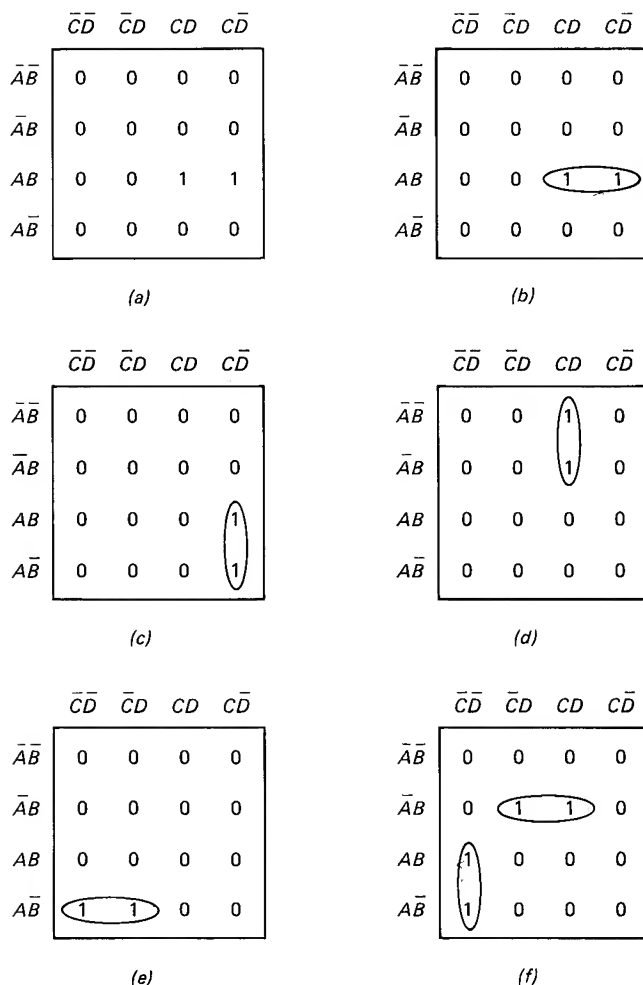 C̄D̄ C̄D CD CD̄
ĀB̄ 0 0 0 0
ĀB 0 0 0 0
AB 0 0 1 1
AB̄ 0 0 0 0
(a)
C̄D̄ C̄D CD CD̄
ĀB̄ 0 0 0 0
ĀB 0 0 0 0
AB 0 0 1 1
AB̄ 0 0 0 0
(b)
C̄D̄ C̄D CD CD̄
ĀB̄ 0 0 0 0
ĀB 0 0 0 0
AB 0 0 0 1
AB̄ 0 0 0 1
(c)
C̄D̄ C̄D CD CD̄
ĀB̄ 0 0 1 0
ĀB 0 0 1 0
AB 0 0 0 0
AB̄ 0 0 0 0
(d)
C̄D̄ C̄D CD CD̄
ĀB̄ 0 0 0 0
ĀB 0 0 0 0
AB 0 0 0 0
AB̄ 1 1 0 0
(e)
C̄D̄ C̄D CD CD̄
ĀB̄ 0 0 0 0
ĀB 0 1 1 0
AB 1 0 0 0
AB̄ 1 0 0 0
(f)